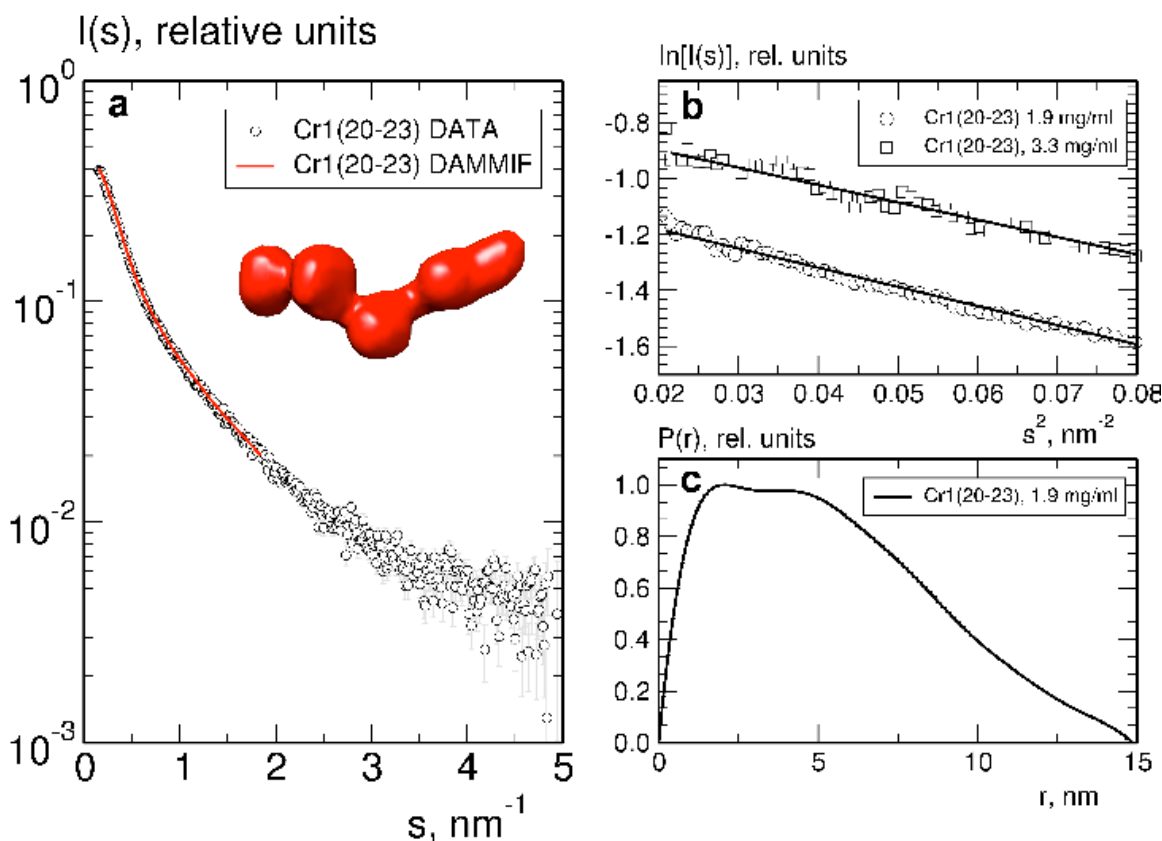 I(s), relative units
a
Cr1(20-23) DATA
Cr1(20-23) DAMMIF
10^0
10^-1
10^-2
10^-3
0 1 2 3 4 5
s, nm^-1
ln[I(s)], rel. units
b
Cr1(20-23) 1.9 mg/ml
Cr1(20-23), 3.3 mg/ml
-0.8
-1.0
-1.2
-1.4
-1.6
0.02 0.03 0.04 0.05 0.06 0.07 0.08
s^2, nm^-2
P(r), rel. units
c
Cr1(20-23), 1.9 mg/ml
1.0
0.8
0.6
0.4
0.2
0.0
0 5 10 15
r, nm